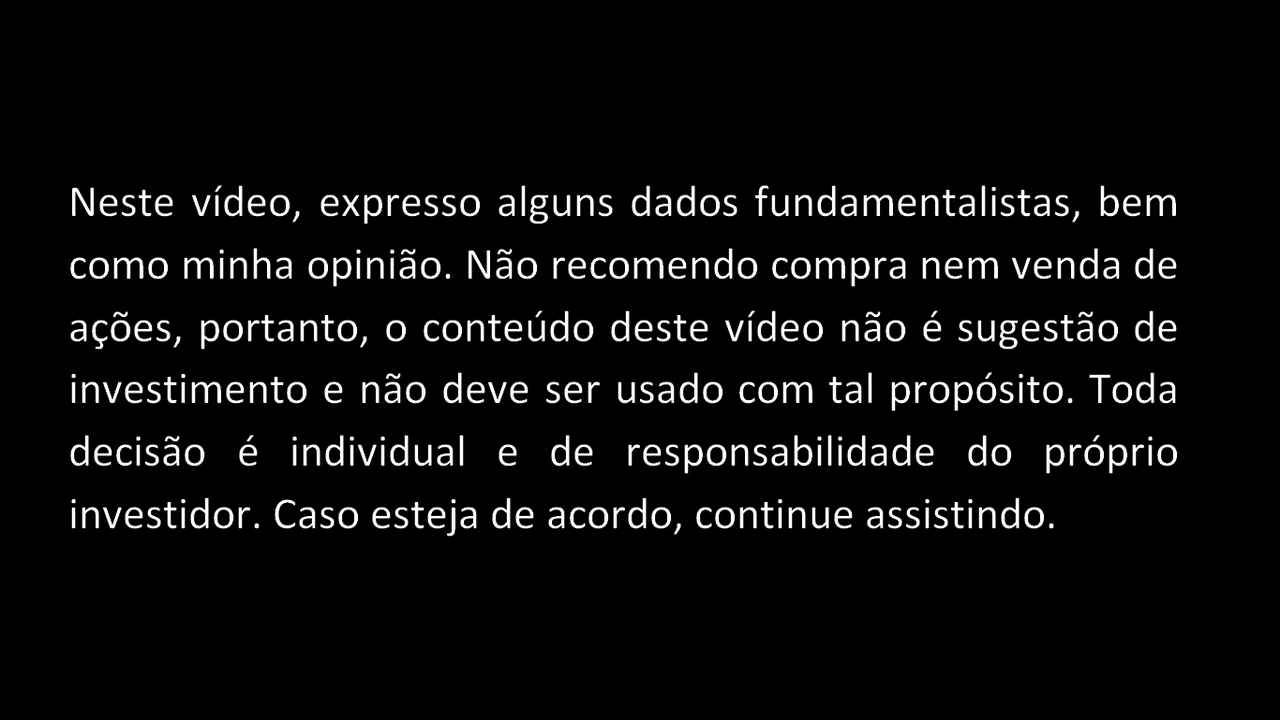 Neste vídeo, expresso alguns dados fundamentalistas, bem
como minha opinião. Não recomendo compra nem venda de
ações, portanto, o conteúdo deste vídeo não é sugestão de
investimento e não deve ser usado com tal propósito. Toda
decisão é individual e de responsabilidade do próprio
investidor. Caso esteja de acordo, continue assistindo.